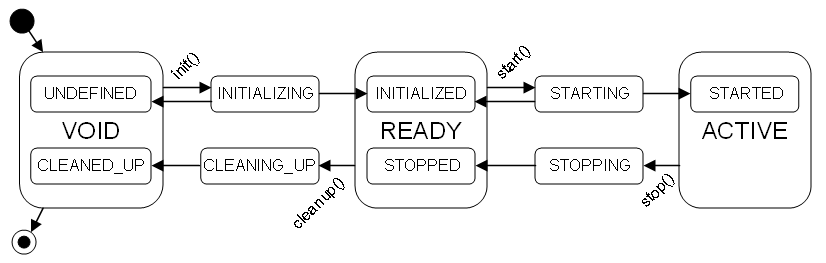 init()
start()
UNDEFINED
INITIALIZING
INITIALIZED
STARTING
STARTED
VOID
READY
ACTIVE
CLEANED_UP
CLEANING_UP
STOPPED
STOPPING
cleanup()
stop()